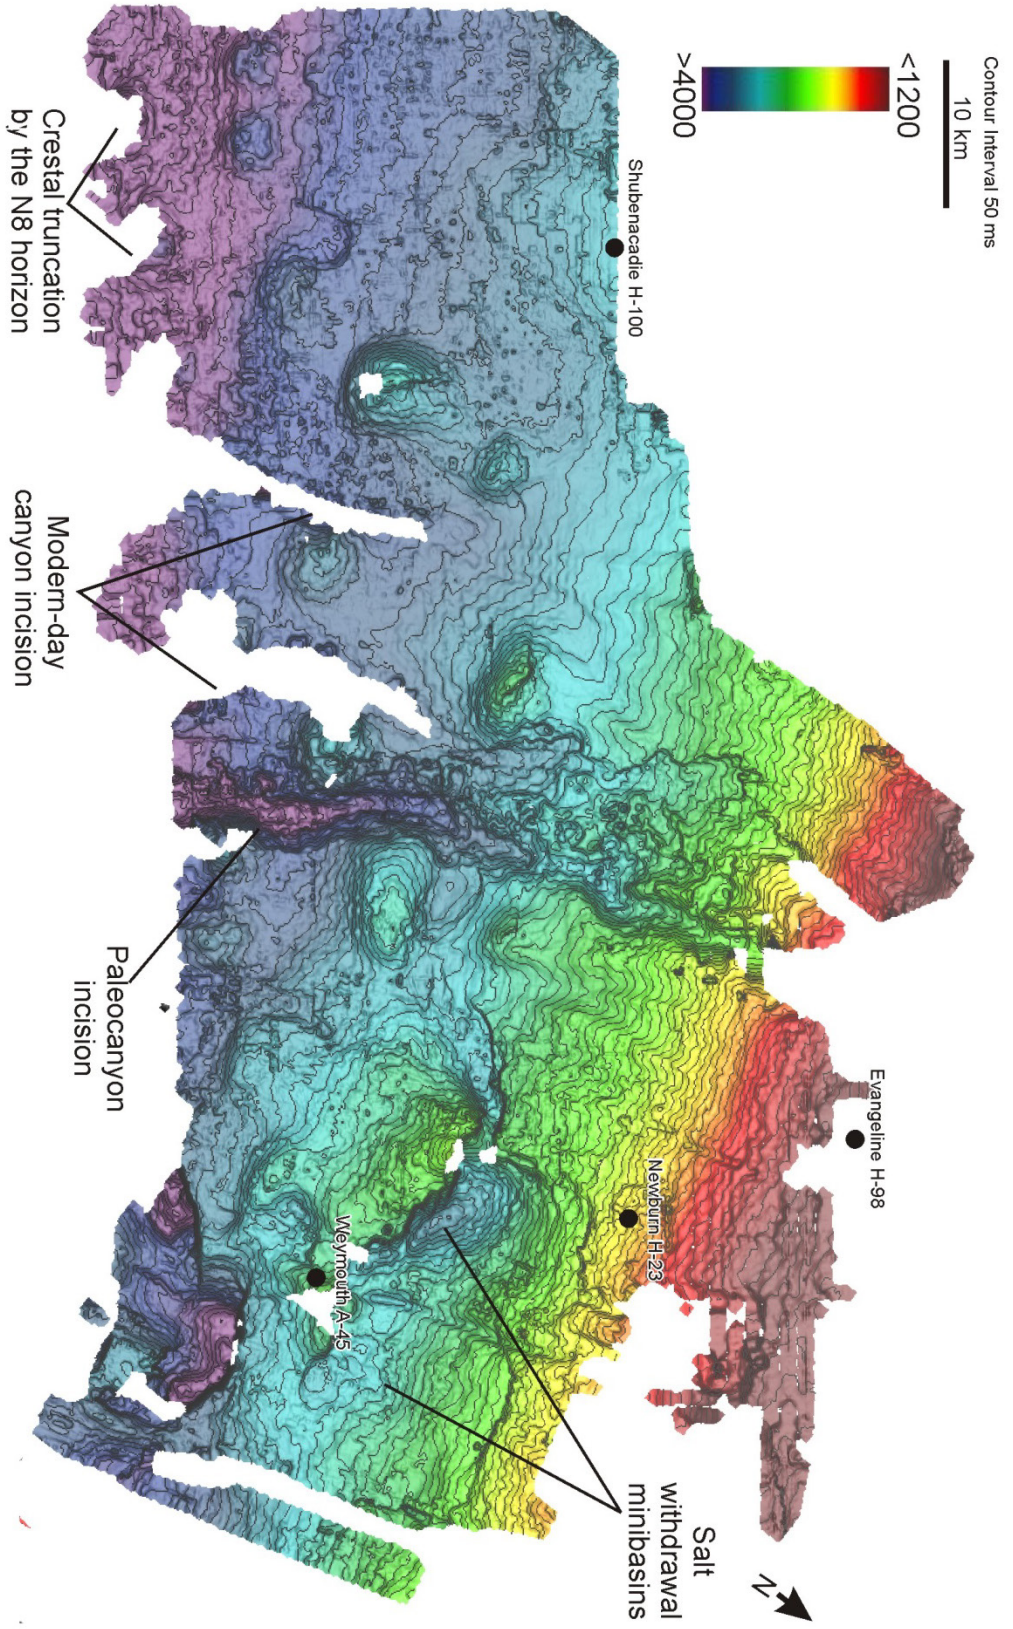 Contour Interval 50 ms
10 km
<1200
>4000
Shubenacadie H-100
Evangeline H-98
Newburn H-23
Weymouth A-45
Crestal truncation
by the N8 horizon
Modern-day
canyon incision
Paleocanyon
incision
Salt
withdrawal
minibasins
N